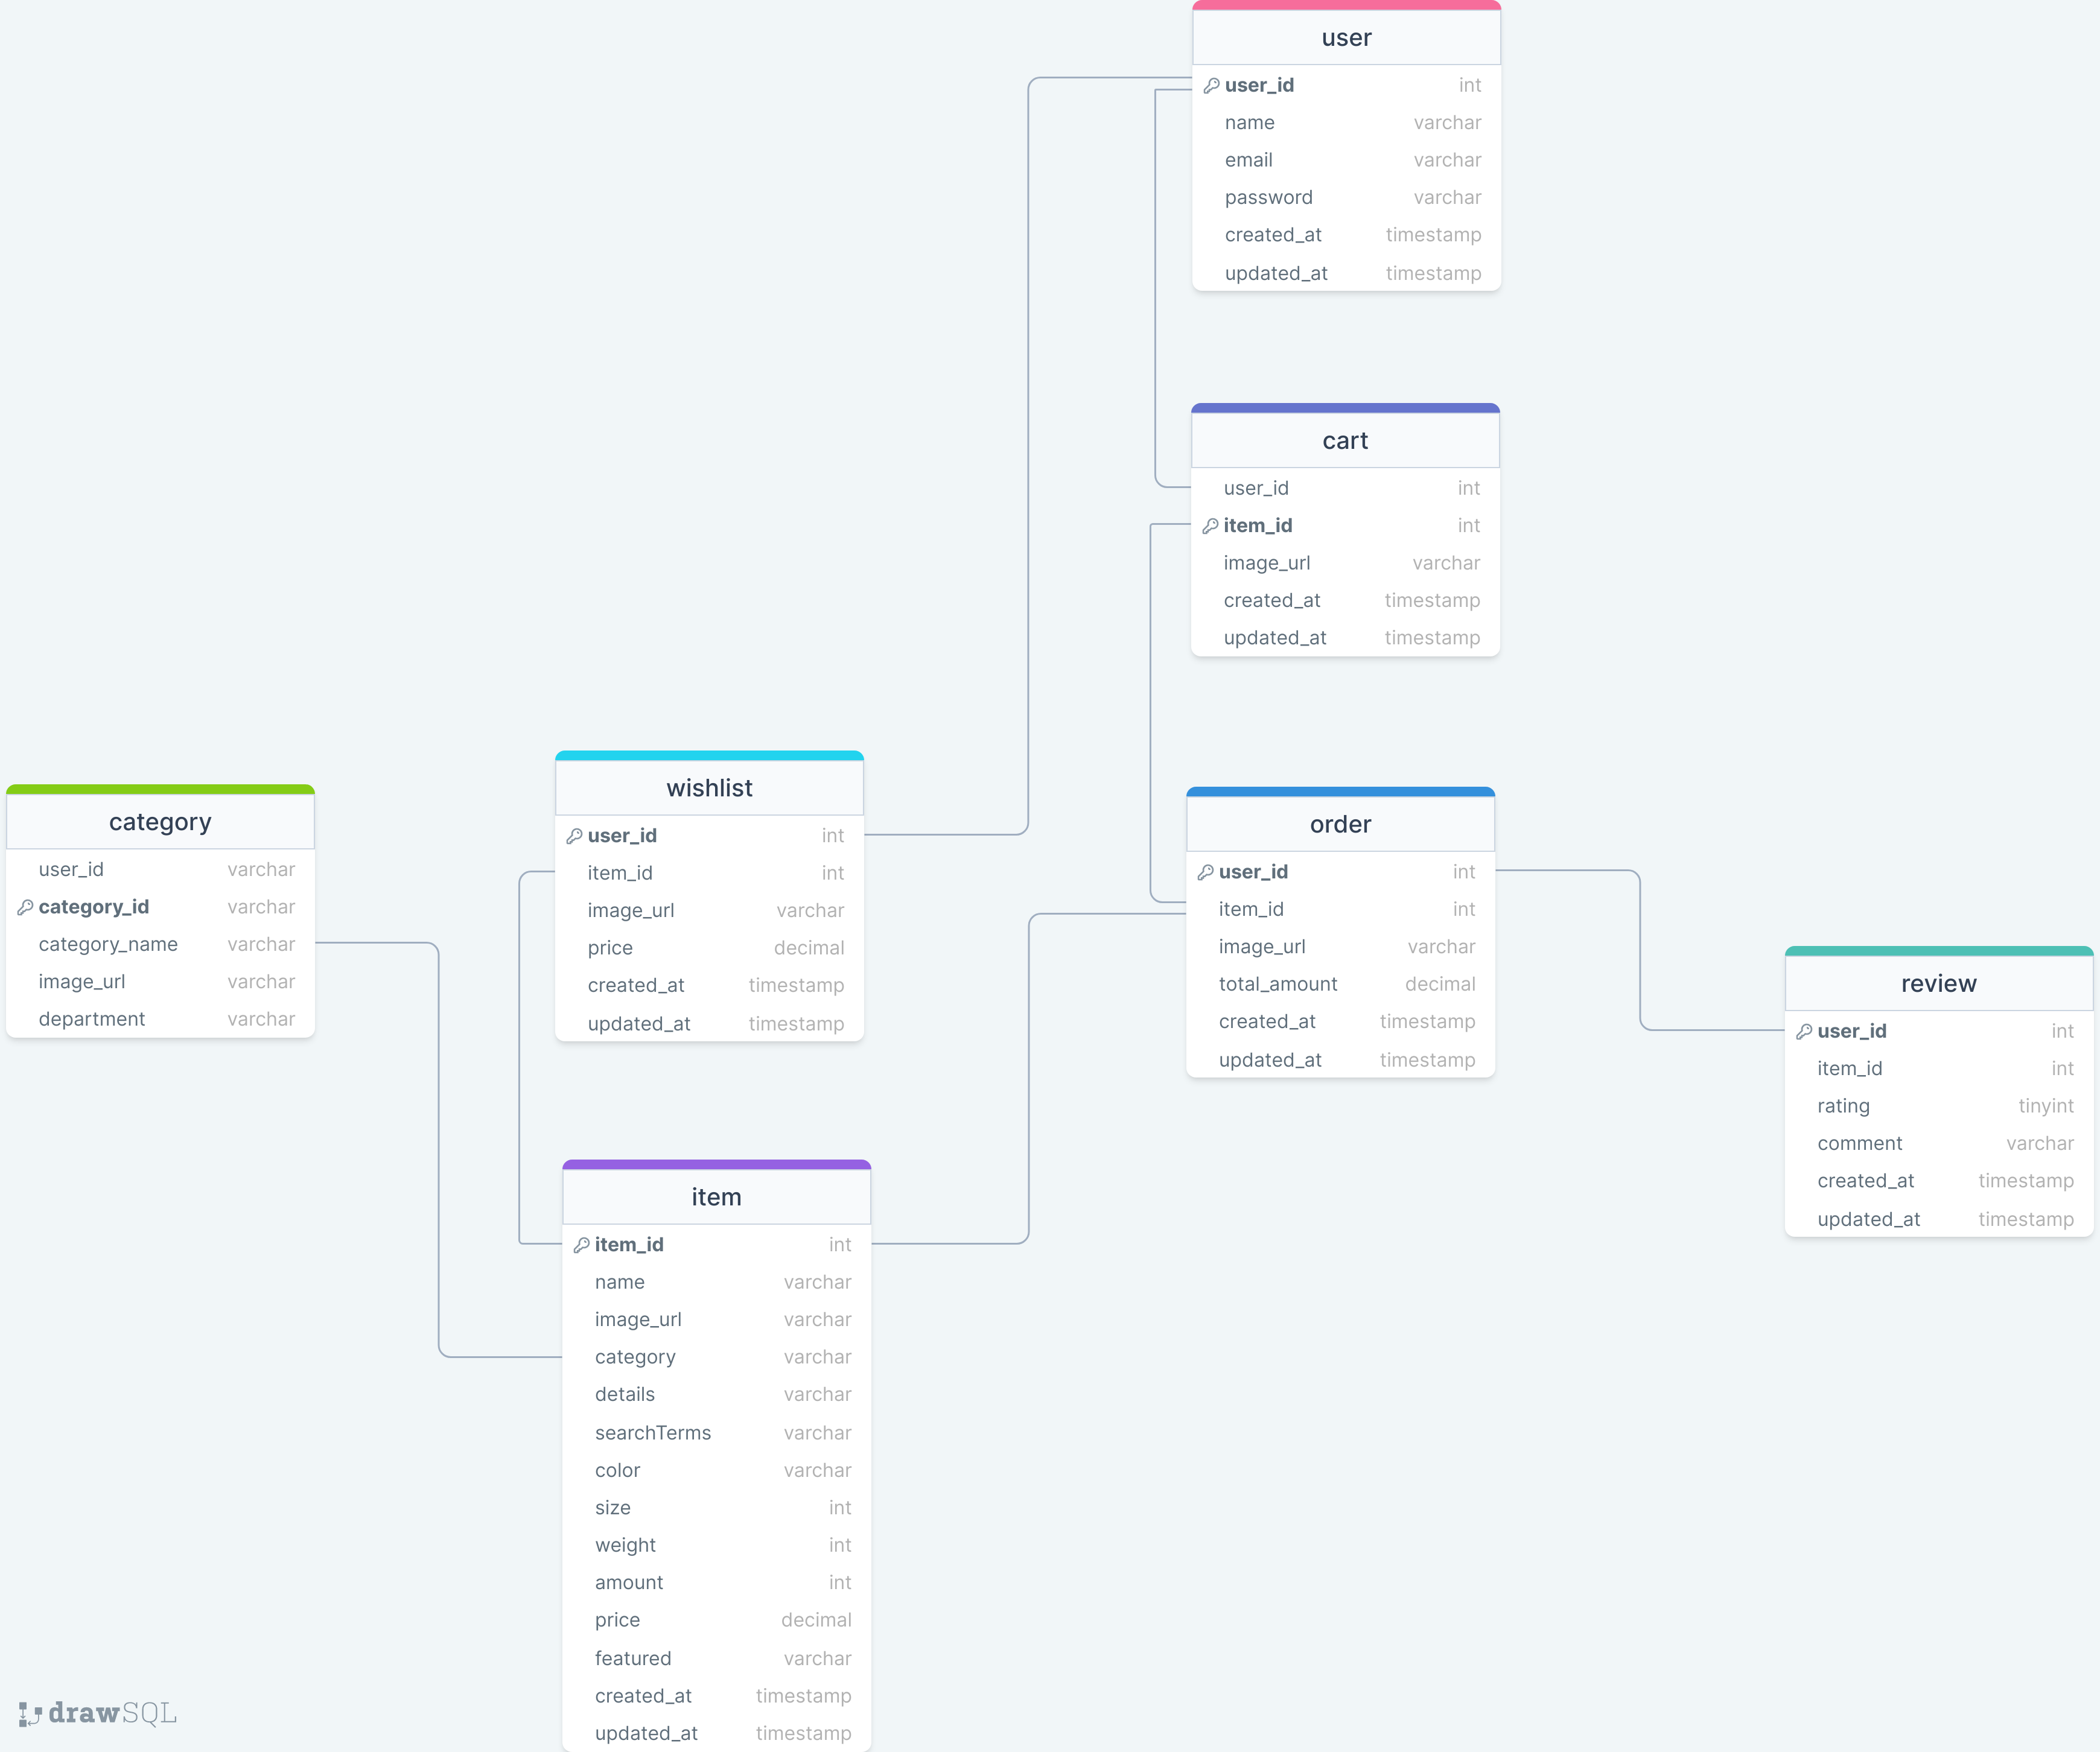 user
user_id int
name varchar
email varchar
password varchar
created_at timestamp
updated_at timestamp
cart
user_id int
item_id int
image_url varchar
created_at timestamp
updated_at timestamp
category
user_id varchar
category_id varchar
category_name varchar
image_url varchar
department varchar
wishlist
user_id int
item_id int
image_url varchar
price decimal
created_at timestamp
updated_at timestamp
order
user_id int
item_id int
image_url varchar
total_amount decimal
created_at timestamp
updated_at timestamp
review
user_id int
item_id int
rating tinyint
comment varchar
created_at timestamp
updated_at timestamp
item
item_id int
name varchar
image_url varchar
category varchar
details varchar
searchTerms varchar
color varchar
size int
weight int
amount int
price decimal
featured varchar
created_at timestamp
updated_at timestamp
drawSQL